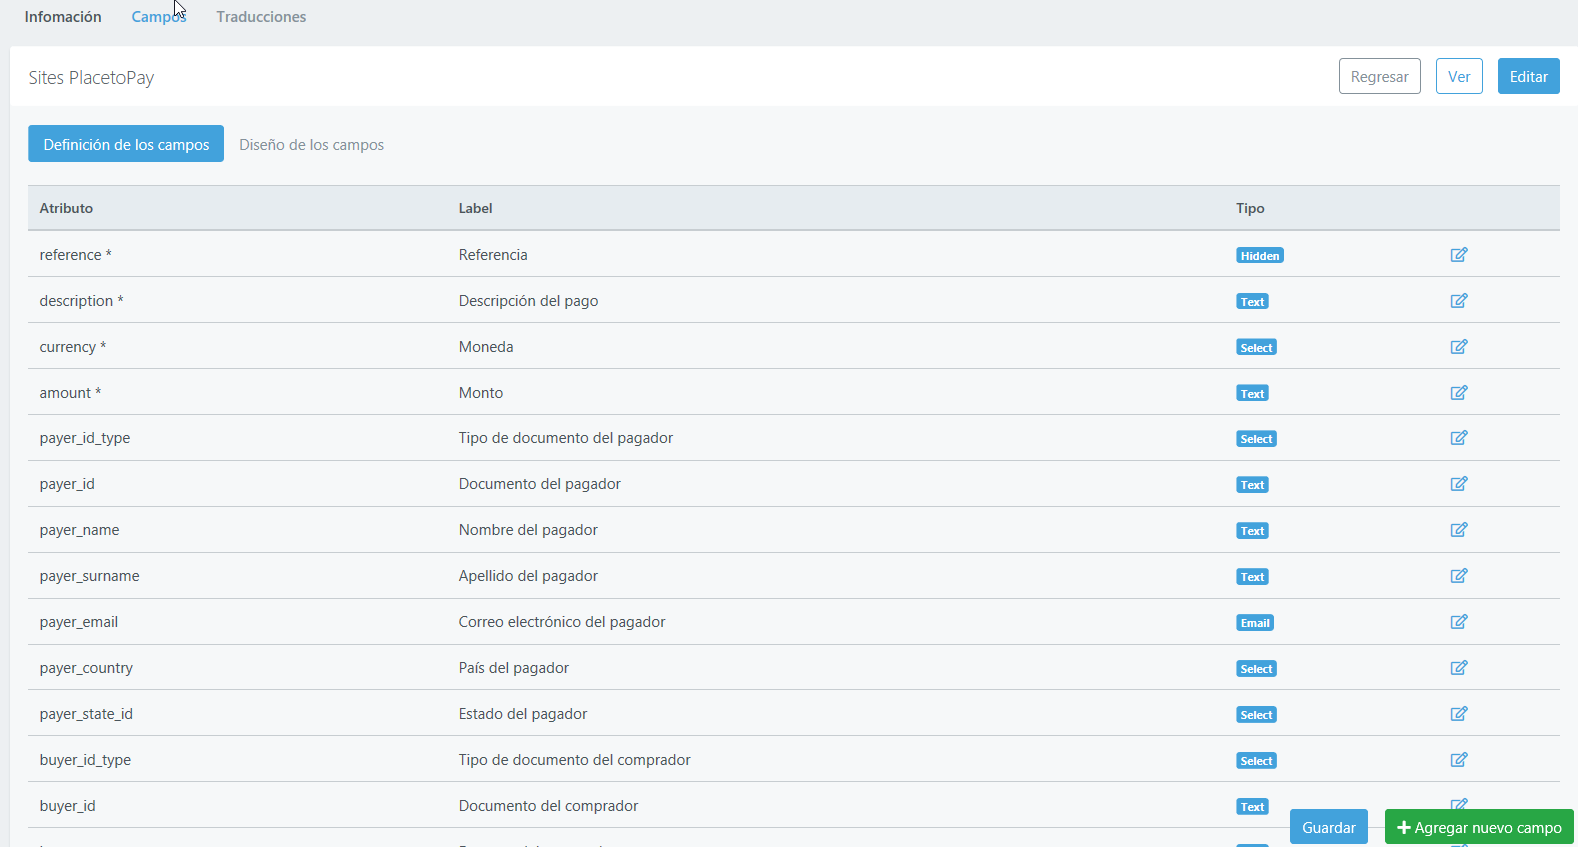 Infomación Campos Traducciones
Sites PlacetoPay Regresar Ver Editar
Definición de los campos Diseño de los campos
Atributo Label Tipo
reference * Referencia Hidden
description * Descripción del pago Text
currency * Moneda Select
amount * Monto Text
payer_id_type Tipo de documento del pagador Select
payer_id Documento del pagador Text
payer_name Nombre del pagador Text
payer_surname Apellido del pagador Text
payer_email Correo electrónico del pagador Email
payer_country País del pagador Select
payer_state_id Estado del pagador Select
buyer_id_type Tipo de documento del comprador Select
buyer_id Documento del comprador Text
Guardar + Agregar nuevo campo